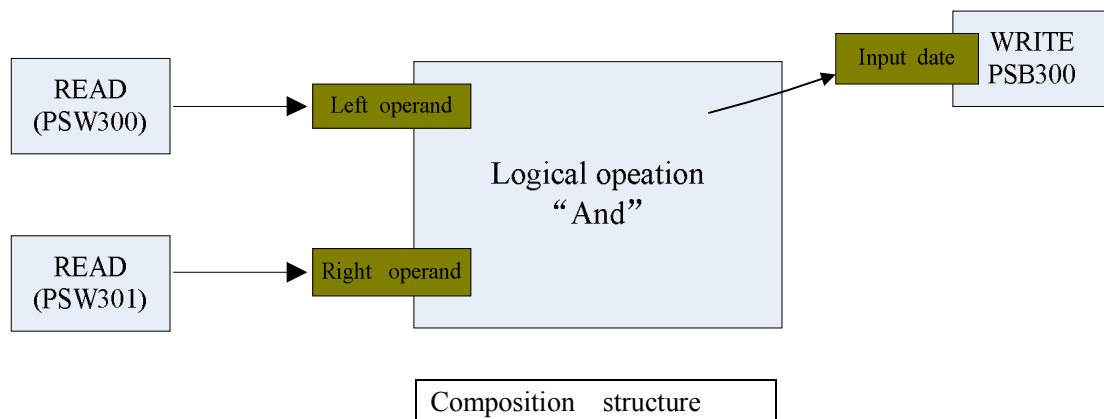 READ
(PSW300)
Left operand
Logical opeation
“And”
READ
(PSW301)
Right operand
Input date
WRITE
PSB300
Composition structure